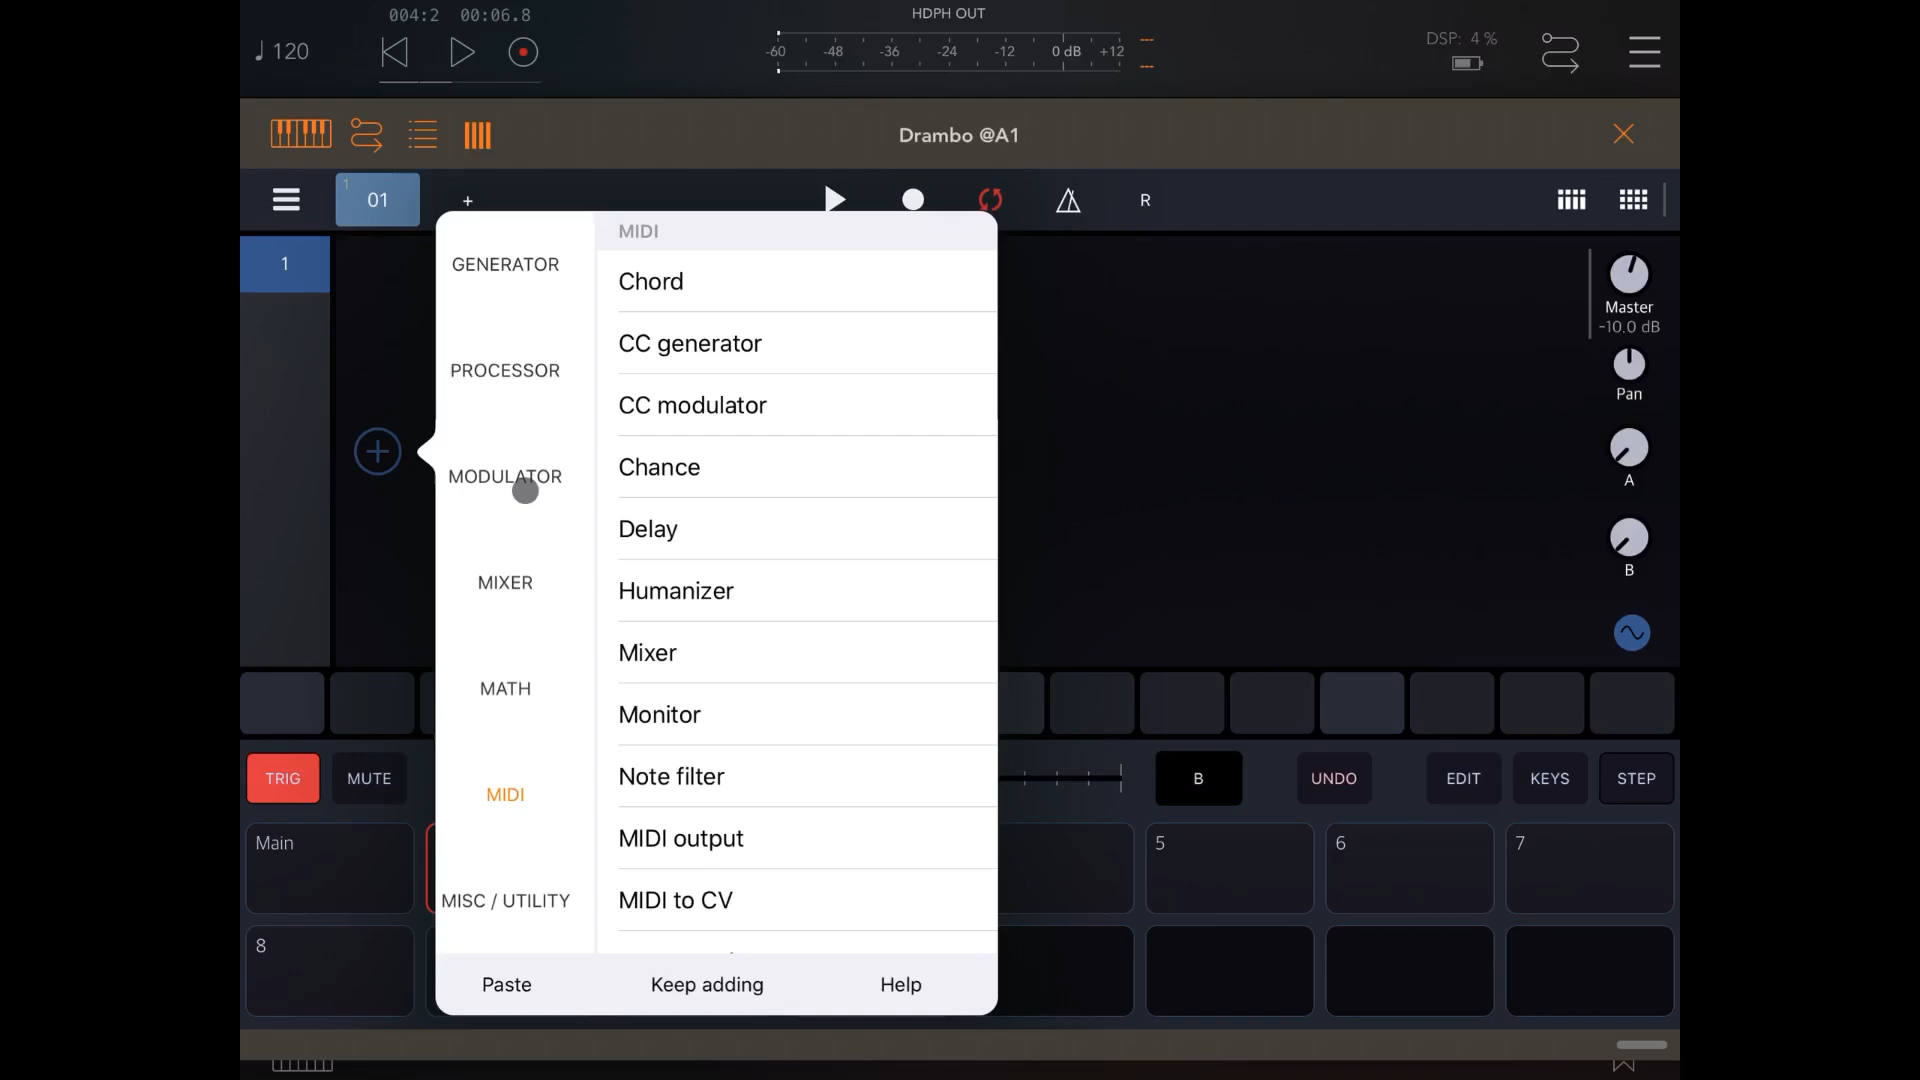 004:2 00:06.8
HDPH OUT
♩ 120
-60 -48 -36 -24 -12 0 dB +12
DSP: 4 %
Drambo @A1
1
01
+
R
1
MIDI
GENERATOR
Chord
PROCESSOR
CC generator
MODULATOR
CC modulator
Chance
MIXER
Delay
Humanizer
MATH
Mixer
Monitor
MIDI
Note filter
MIDI output
MISC / UTILITY
MIDI to CV
Paste
Keep adding
Help
Master
-10.0 dB
Pan
A
B
TRIG
MUTE
B
UNDO
EDIT
KEYS
STEP
Main
5
6
7
8